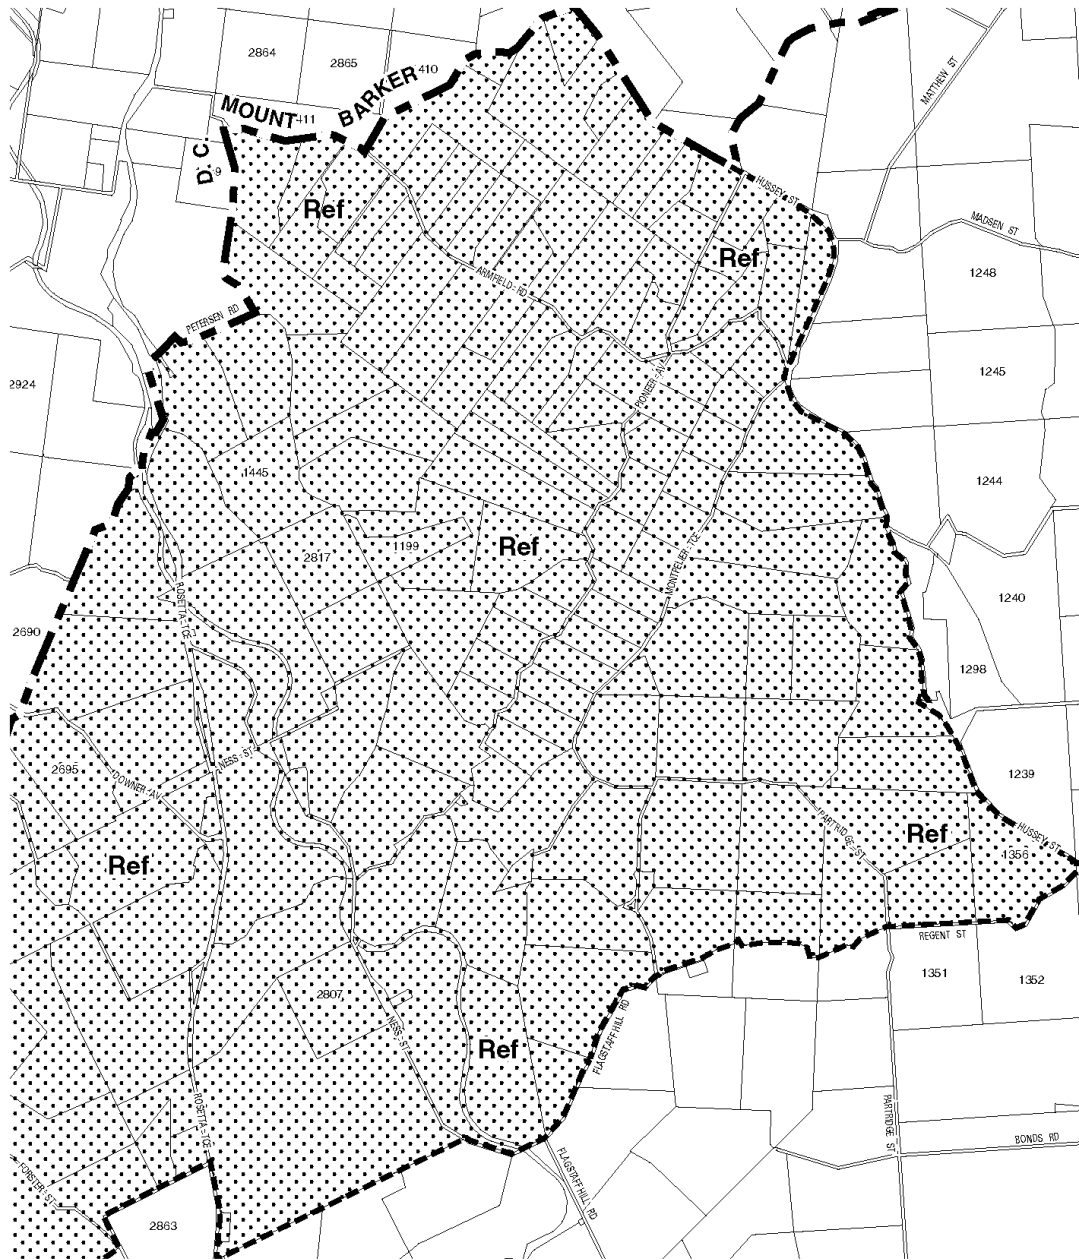 2864
2865
410
MOUNT
411
BARKER
D. C.
9
MATTHEW ST
HUSSEY ST
Ref
MADSEN ST
Ref
1248
ARMFIELD RD
PETERSEN RD
2924
1245
PIONEER AV
1445
1244
2817
1199
Ref
MONTPELIER TCE
ROSETTA TCE
1240
2690
1298
NESS ST
2695
DOWNER AV
1239
PARTRIDGE ST
Ref
HUSSEY ST
1356
Ref
REGENT ST
1351
1352
2807
NESS ST
Ref
FLAGSTAFF HILL RD
ROSETTA TCE
PARTRIDGE ST
BONDS RD
FORSTER ST
FLAGSTAFF HILL RD
2863